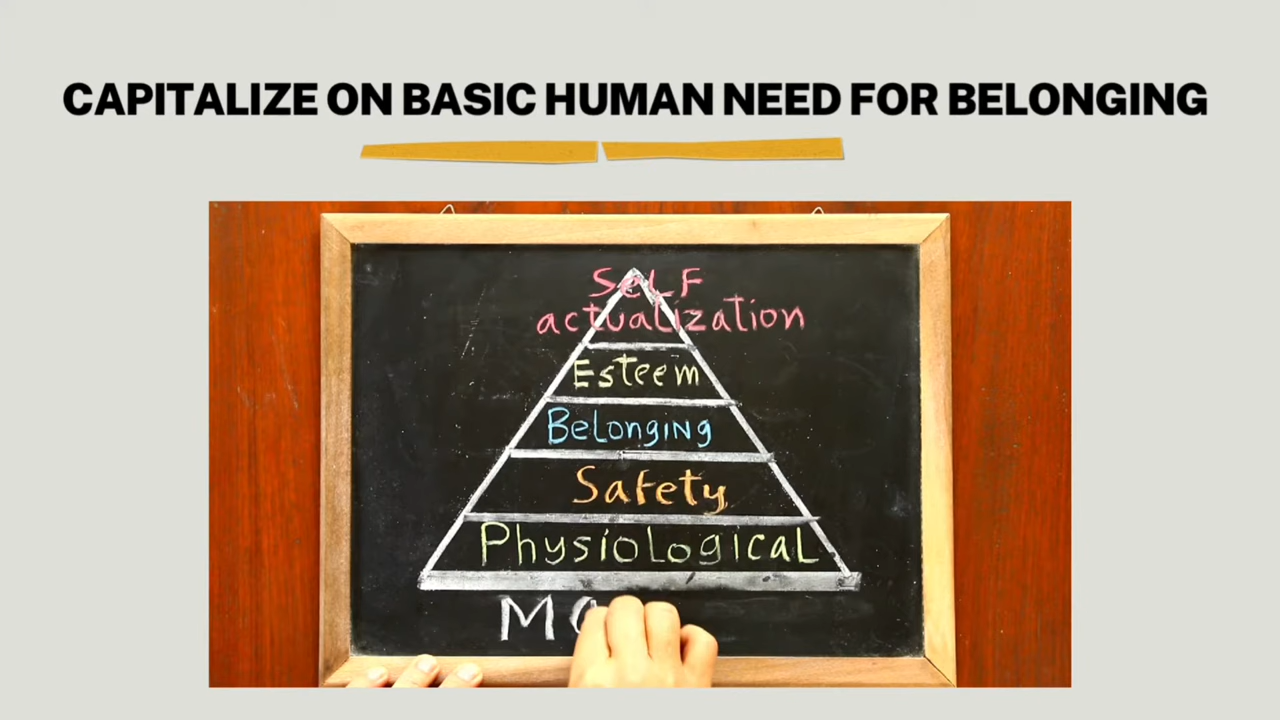 CAPITALIZE ON BASIC HUMAN NEED FOR BELONGING
SeLF
actualization
Esteem
Belonging
Safety
Physiological